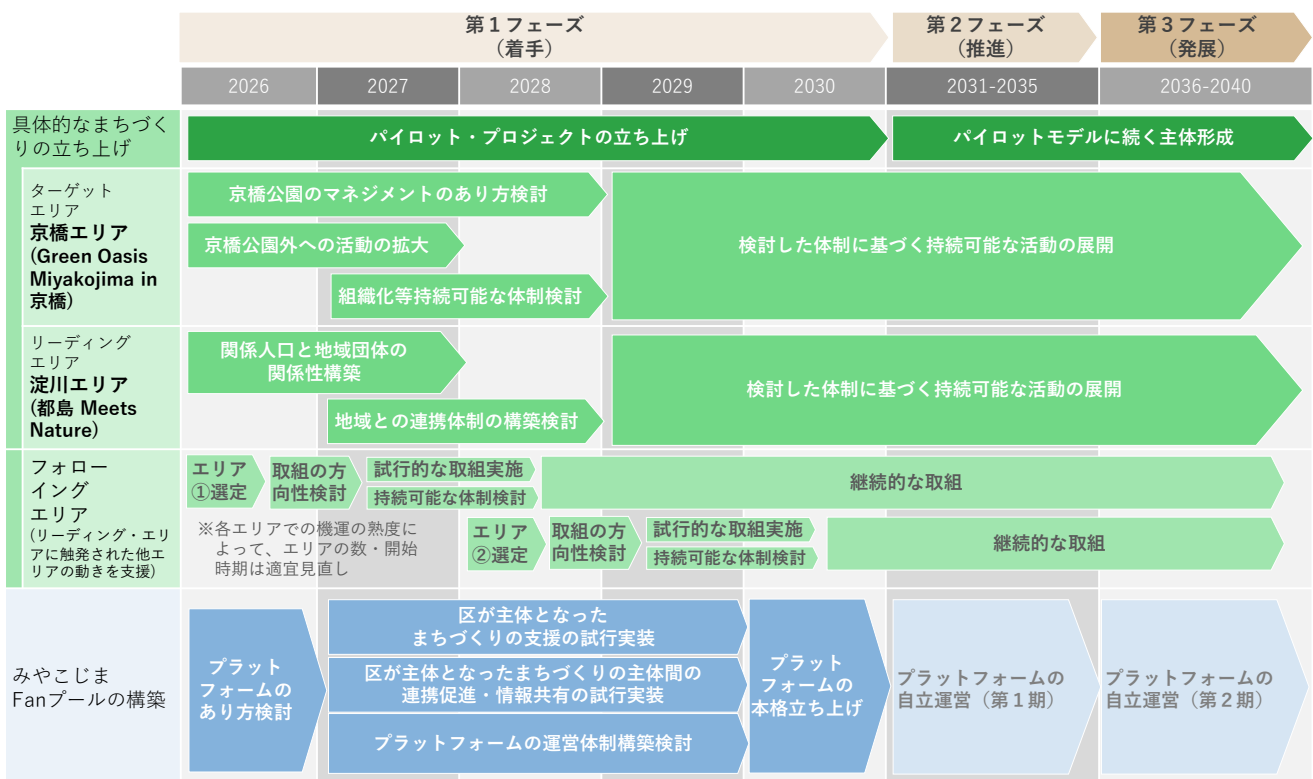 第１フェーズ
（着手）
第２フェーズ
（推進）
第３フェーズ
（発展）
2026
2027
2028
2029
2030
2031-2035
2036-2040
具体的なまちづく
りの立ち上げ
パイロット・プロジェクトの立ち上げ
パイロットモデルに続く主体形成
ターゲット
エリア
京橋エリア
(Green Oasis
Miyakojima in
京橋)
京橋公園のマネジメントのあり方検討
京橋公園外への活動の拡大
組織化等持続可能な体制検討
検討した体制に基づく持続可能な活動の展開
リーディング
エリア
淀川エリア
(都島 Meets
Nature)
関係人口と地域団体の
関係性構築
地域との連携体制の構築検討
検討した体制に基づく持続可能な活動の展開
フォロー
イング
エリア
(リーディング・エリ
アに触発された他エ
リアの動きを支援)
エリア
①選定
取組の方
向性検討
試行的な取組実施
持続可能な体制検討
継続的な取組
※各エリアでの機運の熟度に
よって、エリアの数・開始
時期は適宜見直し
エリア
②選定
取組の方
向性検討
試行的な取組実施
持続可能な体制検討
継続的な取組
みやこじま
Fanプールの構築
プラット
フォームの
あり方検討
区が主体となった
まちづくりの支援の試行実装
区が主体となったまちづくりの主体間の
連携促進・情報共有の試行実装
プラットフォームの運営体制構築検討
プラット
フォームの
本格立ち上げ
プラットフォームの
自立運営（第１期）
プラットフォームの
自立運営（第２期）